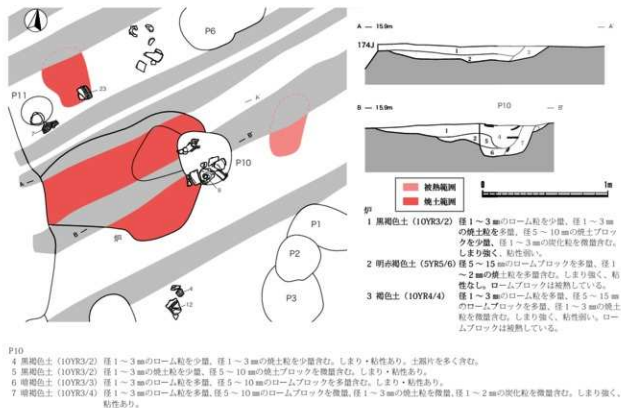 P6
P11
23
7
A'
B'
P10
8
A
B
炉
P1
P2
P3
4
12
A — 15.9m — A'
174J
1
2
3
B — 15.9m P10 B'
1
2
5
4
7
6
被熱範囲
焼土範囲
0 1m
炉
1 黒褐色土（10YR3/2）径1～3㎜のローム粒を少量、径1～3㎜
の焼土粒を多量、径5～10㎜の焼土ブロッ
クを少量、径1～3㎜の炭化粒を微量含む。
しまり強く、粘性弱い。
2 明赤褐色土（5YR5/6）径5～15㎜のロームブロックを多量、径1
～2㎜の焼土粒を多量含む。しまり強く、粘
性なし。ロームブロックは被熱している。
3 褐色土（10YR4/4）径1～3㎜のローム粒を多量、径5～15㎜
のロームブロックを多量、径1～3㎜の焼土
粒を微量含む。しまり強く、粘性弱い。ロー
ムブロックは被熱している。
P10
4 黒褐色土（10YR3/2）径1～3㎜のローム粒を少量、径1～3㎜の焼土粒を少量含む。しまり・粘性あり。土器片を多く含む。
5 黒褐色土（10YR3/2）径1～3㎜の焼土粒を少量、径5～10㎜の焼土ブロックを微量含む。しまり・粘性あり。
6 暗褐色土（10YR3/3）径1～3㎜のローム粒を多量、径5～10㎜のロームブロックを多量含む。しまり・粘性あり。
7 暗褐色土（10YR3/4）径1～3㎜のローム粒を多量、径5～10㎜のロームブロックを微量、径1～3㎜の焼土粒を微量、径1～2㎜の炭化粒を微量含む。しまり強く、
粘性あり。